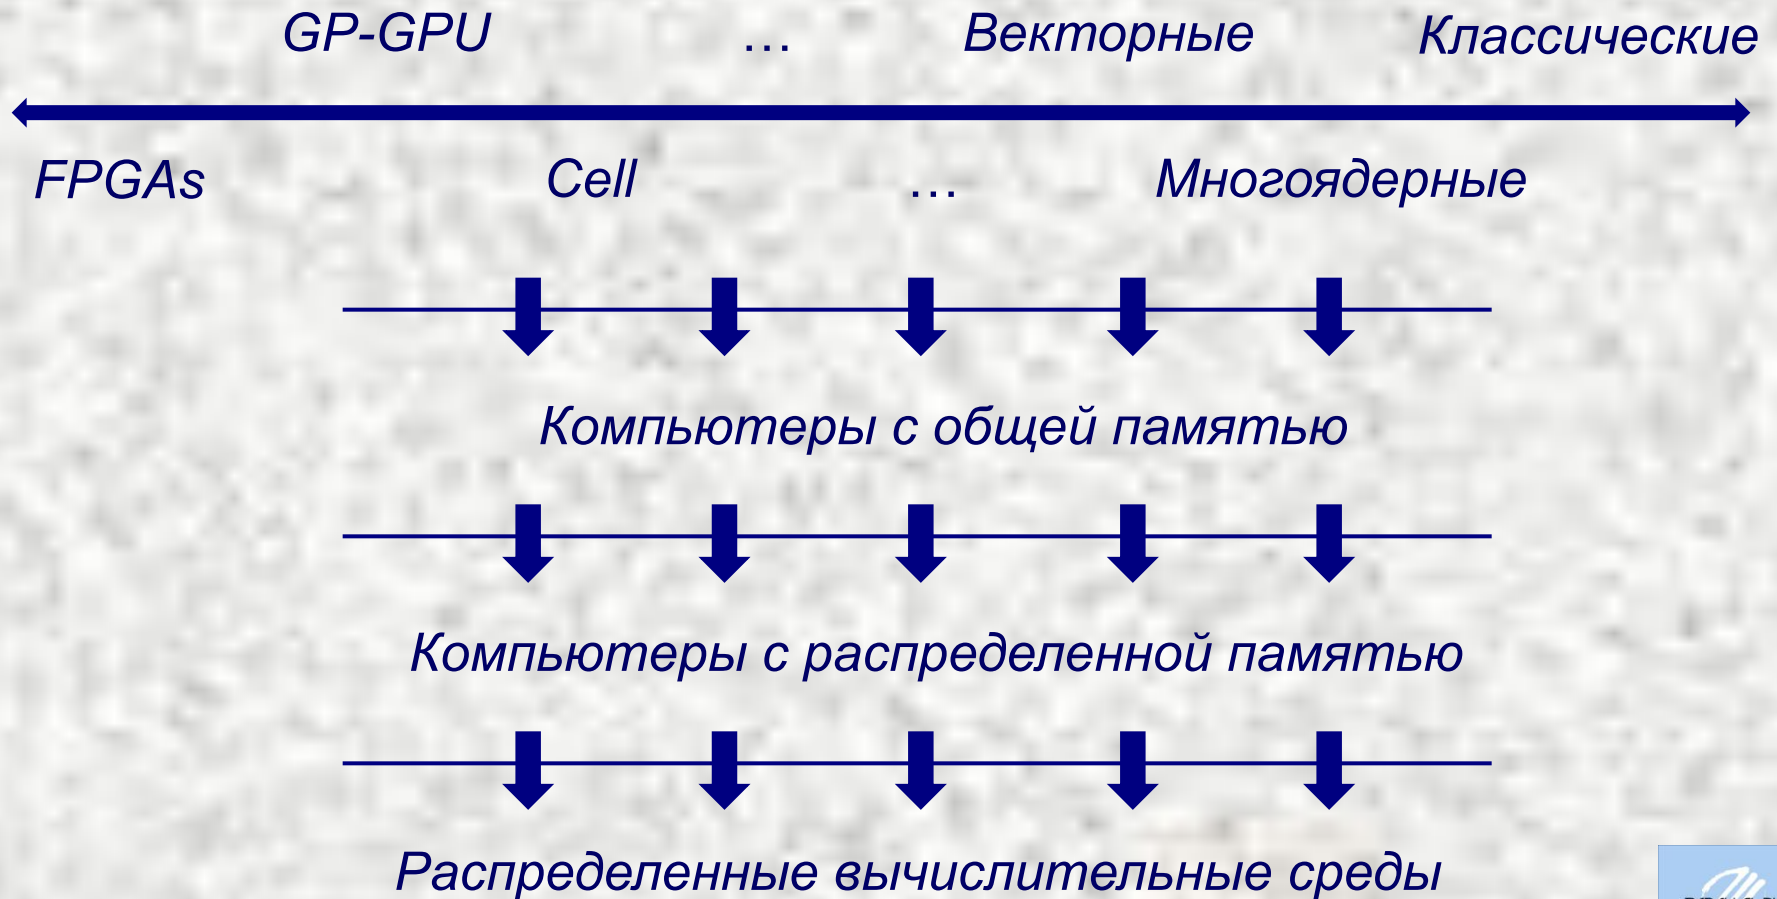 GP-GPU … Векторные Классические
FPGAs Cell … Многоядерные
Компьютеры с общей памятью
Компьютеры с распределенной памятью
Распределенные вычислительные среды